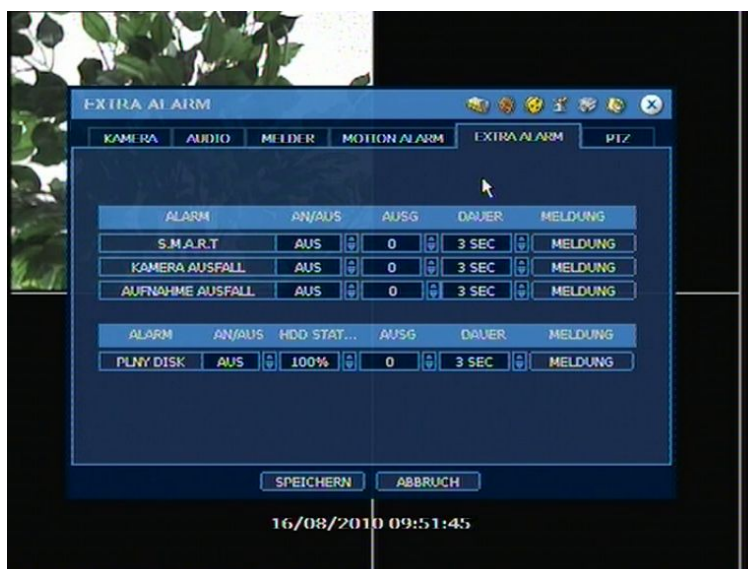 EXTRA ALARM
KAMERA AUDIO MELDER MOTION ALARM EXTRA ALARM PTZ
ALARM AN/AUS AUSG DAUER MELDUNG
S.M.A.R.T AUS 0 3 SEC MELDUNG
KAMERA AUSFALL AUS 0 3 SEC MELDUNG
AUFNAHME AUSFALL AUS 0 3 SEC MELDUNG
ALARM AN/AUS HDD STAT... AUSG DAUER MELDUNG
PLNY DISK AUS 100% 0 3 SEC MELDUNG
SPEICHERN ABBRUCH
16/08/2010 09:51:45